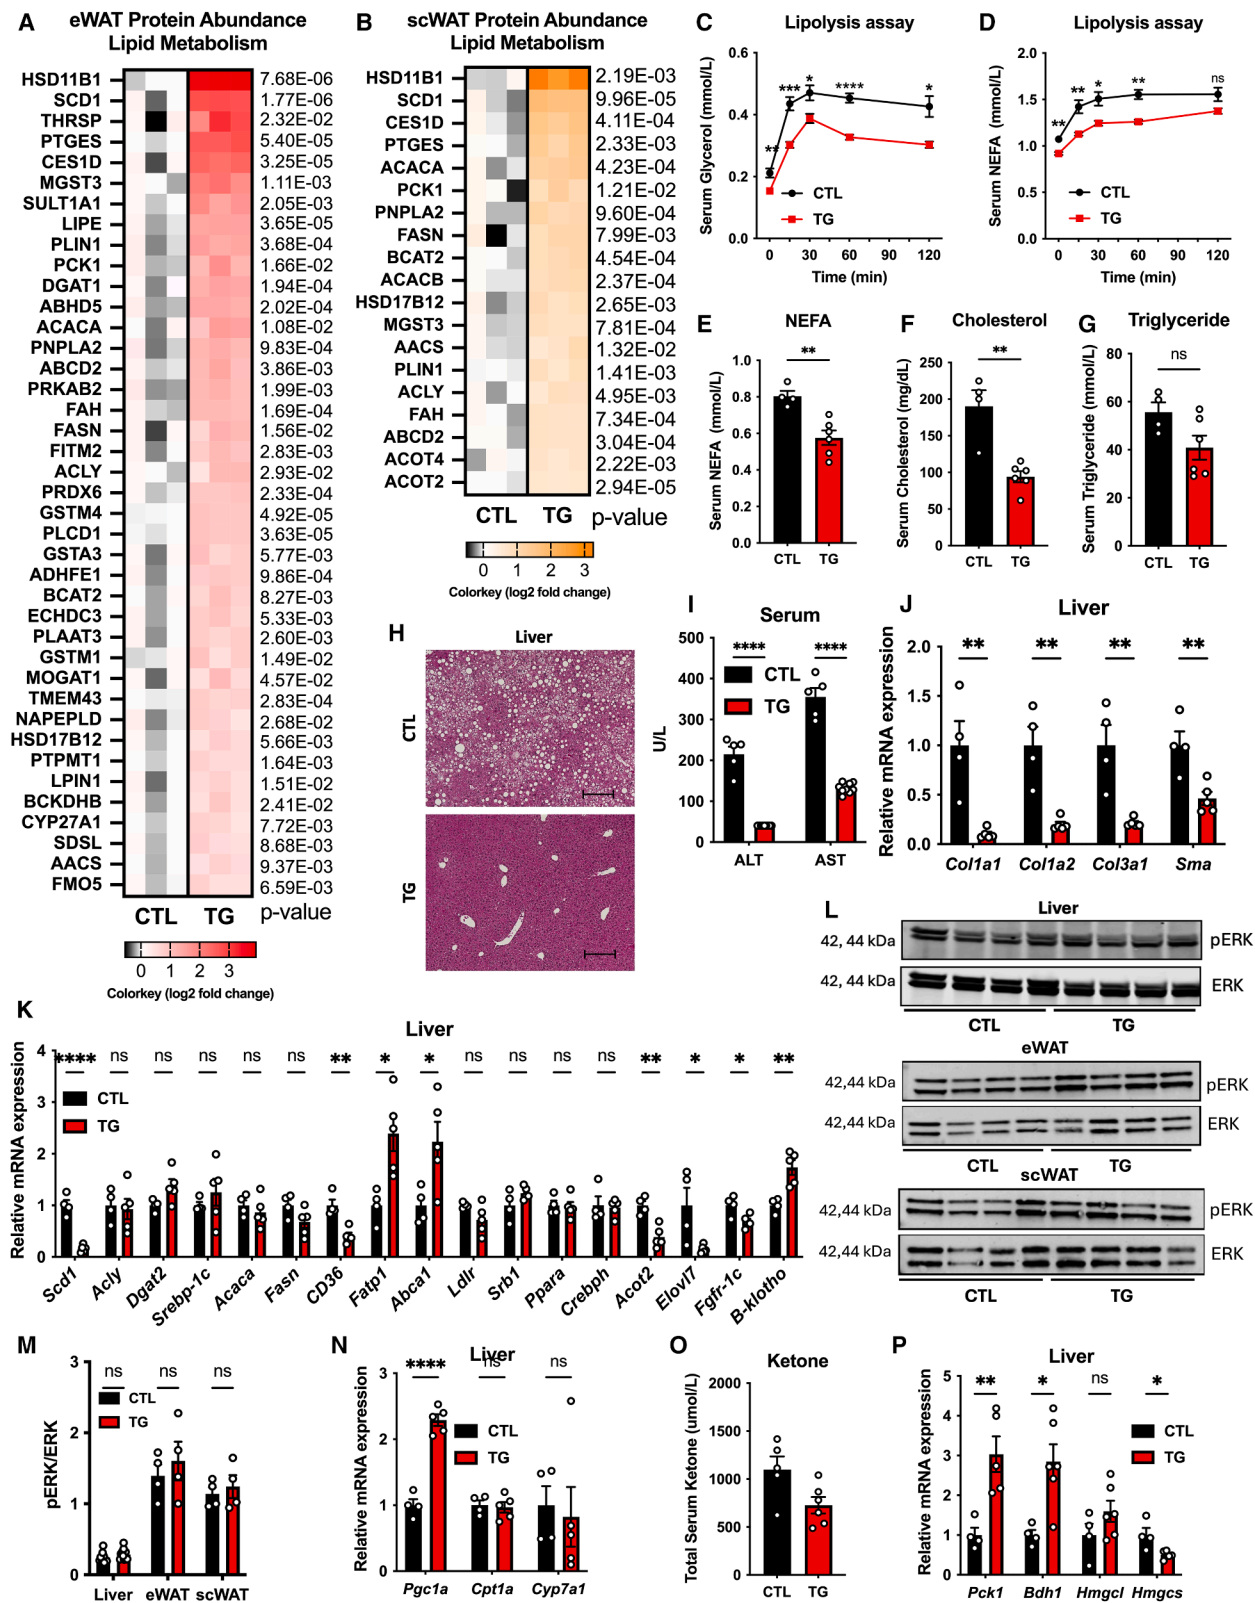 A
eWAT Protein Abundance
Lipid Metabolism
HSD11B1 7.68E-06
SCD1 1.77E-06
THRSP 2.32E-02
PTGES 5.40E-05
CES1D 3.25E-05
MGST3 1.11E-03
SULT1A1 2.05E-03
LIPE 3.65E-05
PLIN1 3.68E-04
PCK1 1.66E-02
DGAT1 1.94E-04
ABHD5 2.02E-04
ACACA 1.08E-02
PNPLA2 9.83E-04
ABCD2 3.86E-03
PRKAB2 1.99E-03
FAH 1.69E-04
FASN 1.56E-02
FITM2 2.83E-03
ACLY 2.93E-02
PRDX6 2.33E-04
GSTM4 4.92E-05
PLCD1 3.63E-05
GSTA3 5.77E-03
ADHFE1 9.86E-04
BCAT2 8.27E-03
ECHDC3 5.33E-03
PLAAT3 2.60E-03
GSTM1 1.49E-02
MOGAT1 4.57E-02
TMEM43 2.83E-04
NAPEPLD 2.68E-02
HSD17B12 5.66E-03
PTPMT1 1.64E-03
LPIN1 1.51E-02
BCKDHB 2.41E-02
CYP27A1 7.72E-03
SDSL 8.68E-03
AACS 9.37E-03
FMO5 6.59E-03
CTL TG p-value
0 1 2 3
Colorkey (log2 fold change)
B
scWAT Protein Abundance
Lipid Metabolism
HSD11B1 2.19E-03
SCD1 9.96E-05
CES1D 4.11E-04
PTGES 2.33E-03
ACACA 4.23E-04
PCK1 1.21E-02
PNPLA2 9.60E-04
FASN 7.99E-03
BCAT2 4.54E-04
ACACB 2.37E-04
HSD17B12 2.65E-03
MGST3 7.81E-04
AACS 1.32E-02
PLIN1 1.41E-03
ACLY 4.95E-03
FAH 7.34E-04
ABCD2 3.04E-04
ACOT4 2.22E-03
ACOT2 2.94E-05
CTL TG p-value
0 1 2 3
Colorkey (log2 fold change)
C
Lipolysis assay
Serum Glycerol (mmol/L)
0.6
0.4
0.2
0.0
** *** * **** *
CTL
TG
0 30 60 90 120
Time (min)
D
Lipolysis assay
Serum NEFA (mmol/L)
2.0
1.5
1.0
0.5
0.0
** ** * ** ns
CTL
TG
0 30 60 90 120
Time (min)
E
NEFA
Serum NEFA (mmol/L)
1.0
0.8
0.6
0.4
0.2
0.0
**
CTL TG
F
Cholesterol
Serum Cholesterol (mg/dL)
250
200
150
100
50
0
**
CTL TG
G
Triglyceride
Serum Triglyceride (mmol/L)
80
60
40
20
0
ns
CTL TG
H
Liver
CTL
TG
I
Serum
U/L
500
400
300
200
100
0
**** ****
CTL
TG
ALT AST
J
Liver
Relative mRNA expression
2.0
1.5
1.0
0.5
0.0
** ** ** **
Col1a1 Col1a2 Col3a1 Sma
K
Liver
Relative mRNA expression
4
3
2
1
0
**** ns ns ns ns ns ** * * ns ns ns ns ** * * **
CTL
TG
Scd1 Acly Dgat2 Srebp-1c Acaca Fasn CD36 Fatp1 Abca1 Ldlr Srb1 Ppara Crebph Acot2 Elovl7 Fgfr-1c B-klotho
L
Liver
42, 44 kDa pERK
42, 44 kDa ERK
CTL TG
eWAT
42,44 kDa pERK
42,44 kDa ERK
CTL TG
scWAT
42,44 kDa pERK
42,44 kDa ERK
CTL TG
M
pERK/ERK
3
2
1
0
ns ns ns
CTL
TG
Liver eWAT scWAT
N
Liver
Relative mRNA expression
3
2
1
0
**** ns ns
CTL
TG
Pgc1a Cpt1a Cyp7a1
O
Ketone
Total Serum Ketone (umol/L)
2000
1500
1000
500
0
CTL TG
P
Liver
Relative mRNA expression
5
4
3
2
1
0
** * ns *
CTL
TG
Pck1 Bdh1 Hmgcl Hmgcs